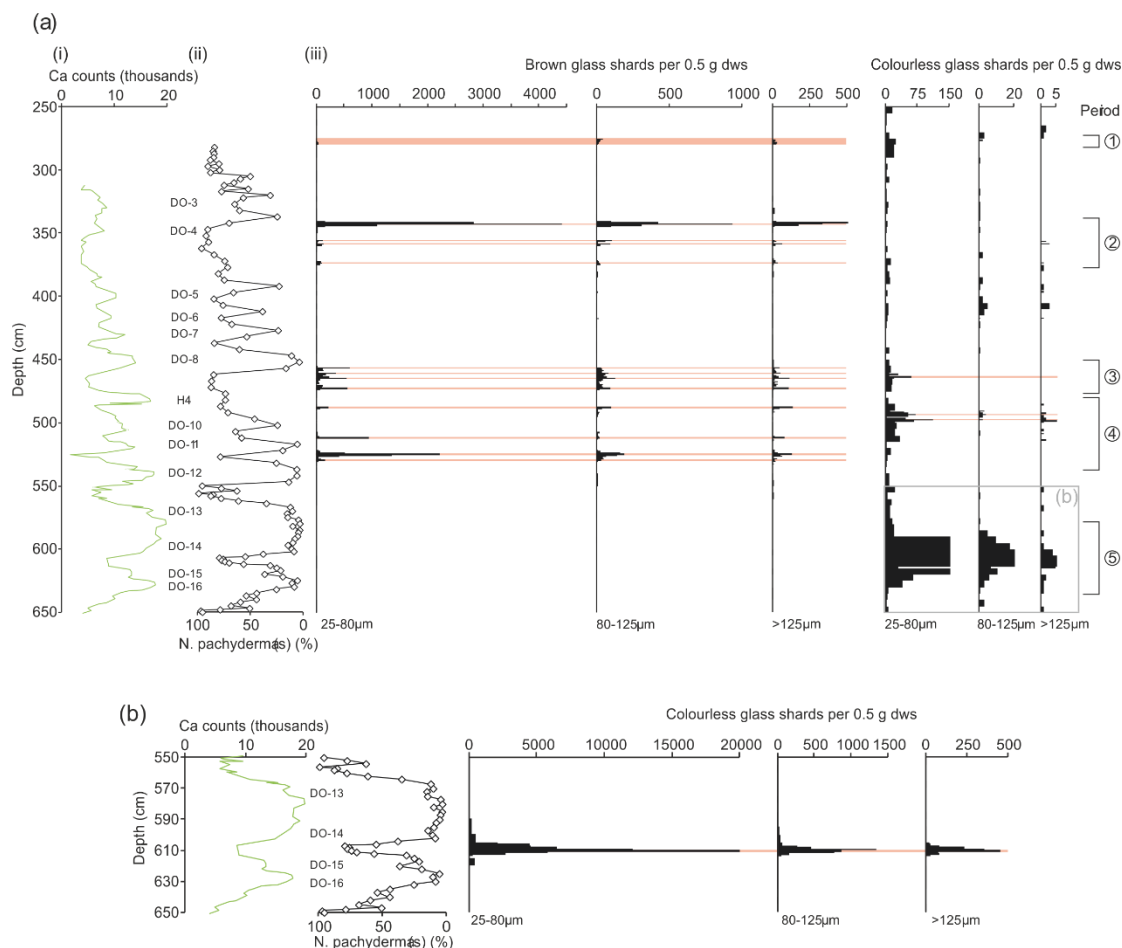 (a)
(i)
(ii)
(iii)
Ca counts (thousands)
Brown glass shards per 0.5 g dws
Colourless glass shards per 0.5 g dws
0 10 20
0 1000 2000 3000 4000
0 500 1000
0 250 500
5 75 150
0 20
0 5
Period
Depth (cm)
250
300
350
400
450
500
550
600
650
DO-3
DO-4
DO-5
DO-6
DO-7
DO-8
H4
DO-10
DO-11
DO-12
DO-13
DO-14
DO-15
DO-16
1
2
3
4
(b)
5
100 50 0
N. pachyderma(s) (%)
25-80µm
80-125µm
>125µm
25-80µm
80-125µm
>125µm
(b)
Ca counts (thousands)
Colourless glass shards per 0.5 g dws
0 10 20
0 5000 10000 15000 20000
0 500 1000 1500
0 250 500
Depth (cm)
550
570
590
610
630
650
DO-13
DO-14
DO-15
DO-16
100 50 0
N. pachyderma(s) (%)
25-80µm
80-125µm
>125µm